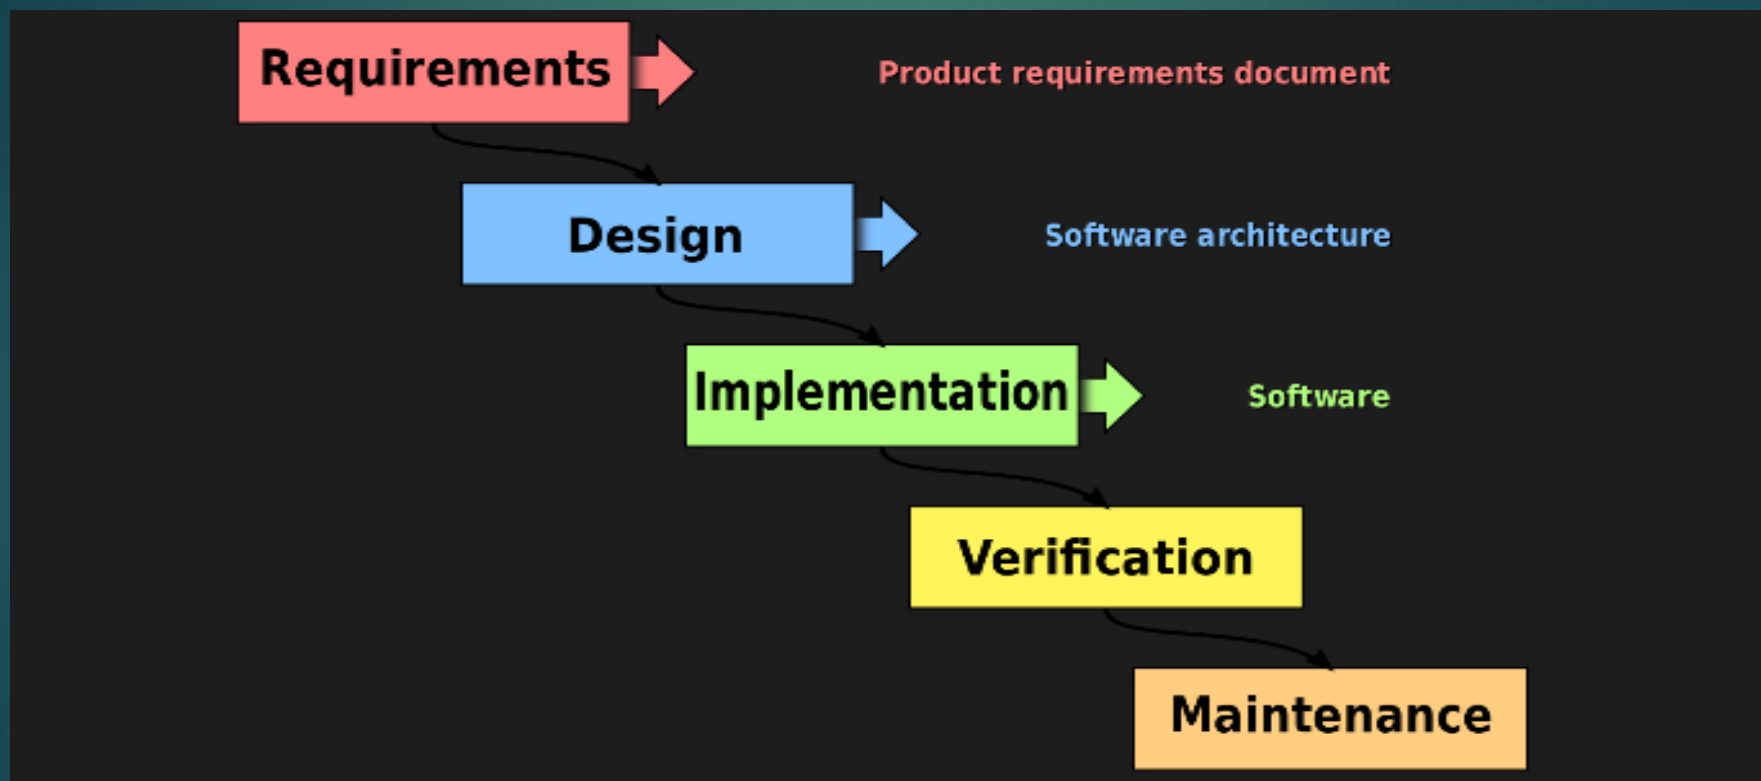 Requirements
Product requirements document
Design
Software architecture
Implementation
Software
Verification
Maintenance